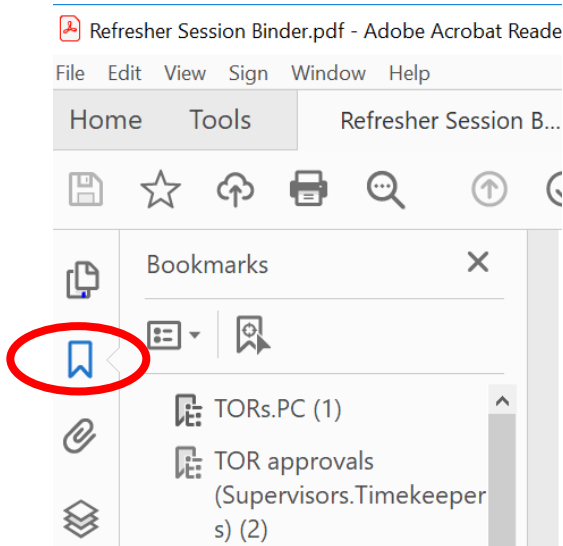 Refresher Session Binder.pdf - Adobe Acrobat Reade
File Edit View Sign Window Help
Home Tools Refresher Session B...
Bookmarks
TORs.PC (1)
TOR approvals
(Supervisors.Timekeeper
s) (2)